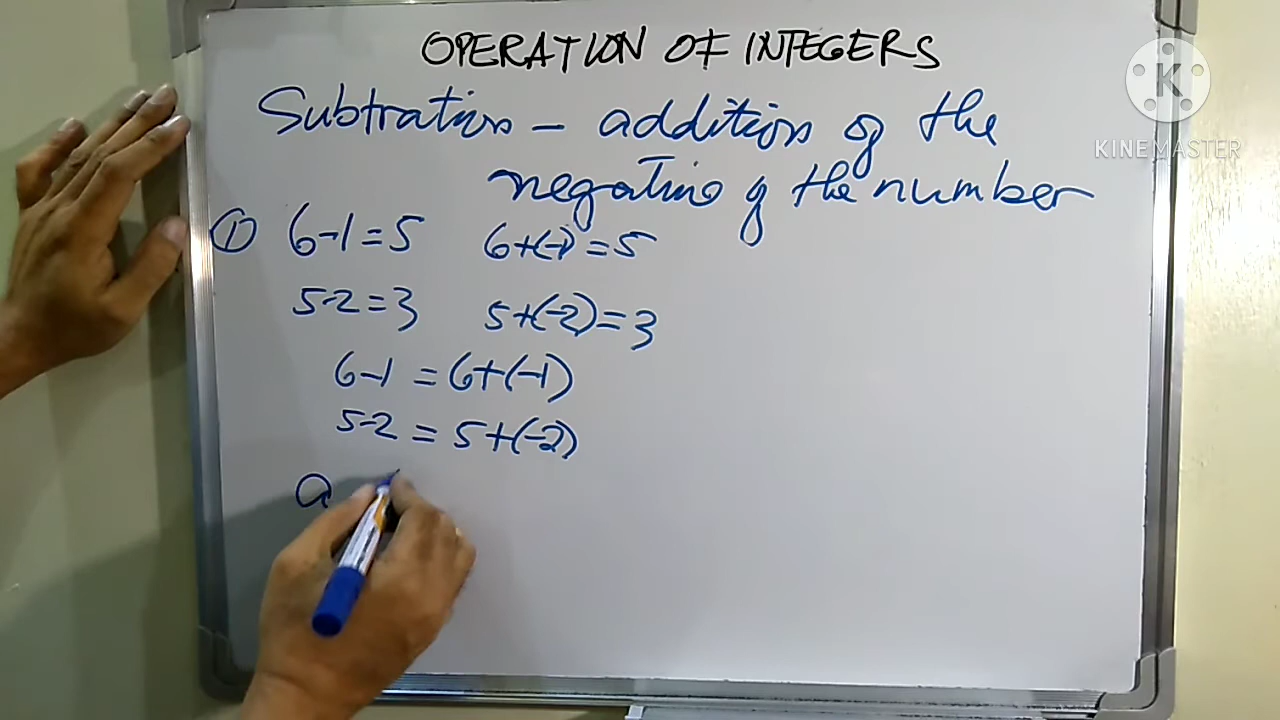 OPERATION OF INTEGERS
K
KINEMASTER
Subtration - addition of the
negative of the number
① 6-1=5 6+(-1)=5
5-2=3 5+(-2)=3
6-1 = 6+(-1)
5-2 = 5+(-2)
a